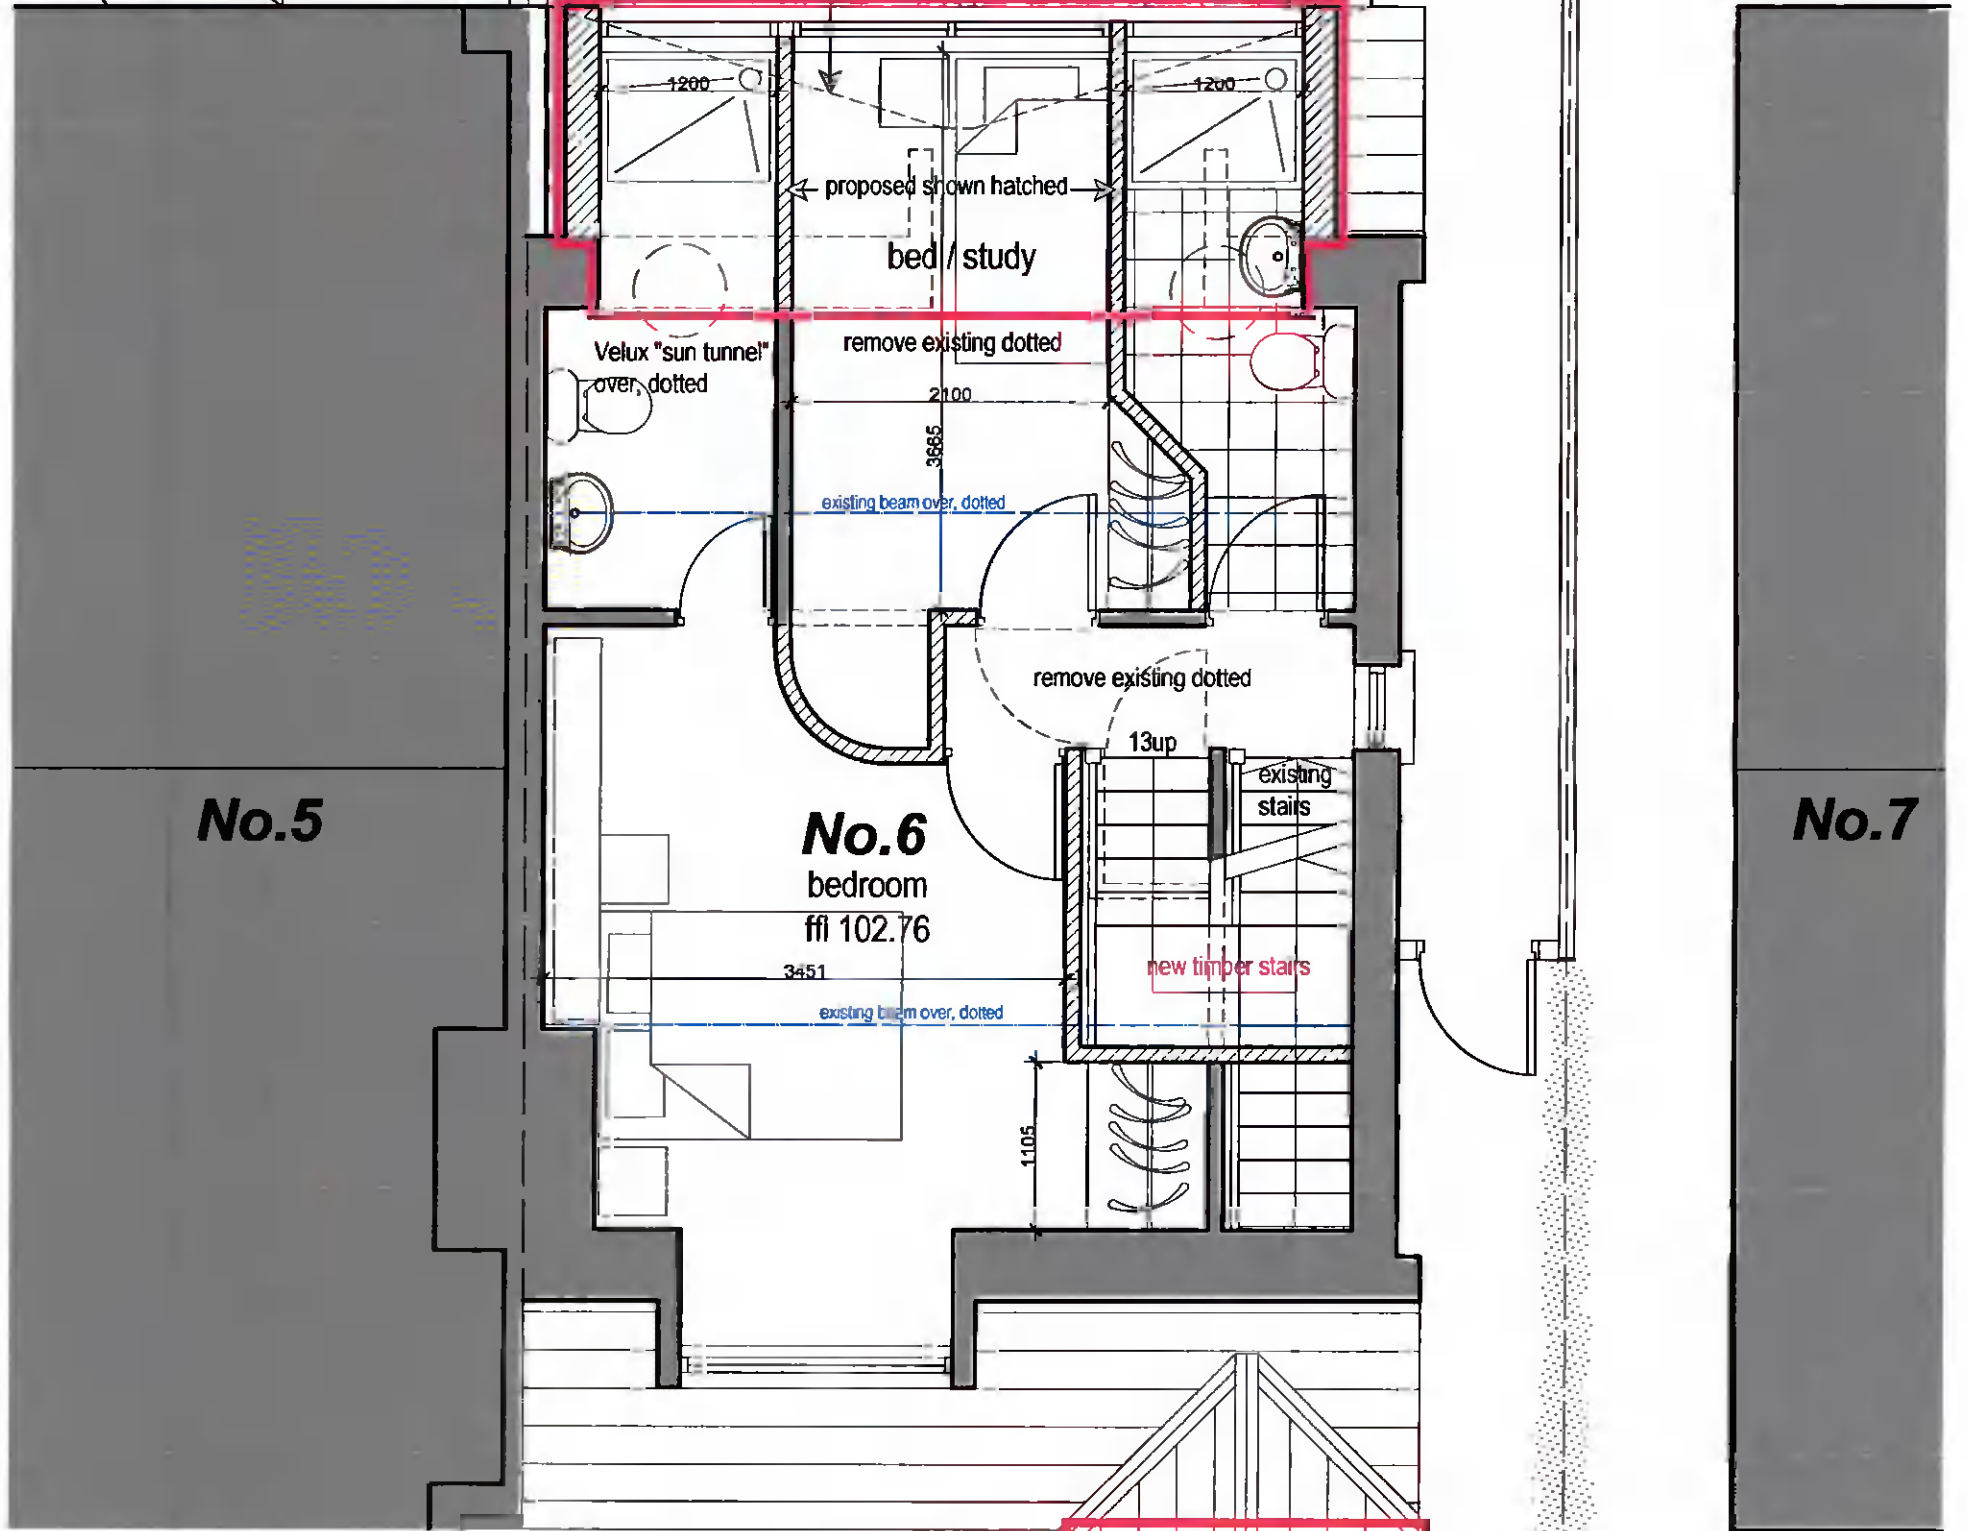 1200
1200
proposed shown hatched
bed / study
Velux "sun tunnel"
over, dotted
remove existing dotted
2100
3665
existing beam over, dotted
remove existing dotted
13up
existing
stairs
No.5
No.6
No.7
bedroom
ffl 102.76
3451
new timber stairs
existing beam over, dotted
1105